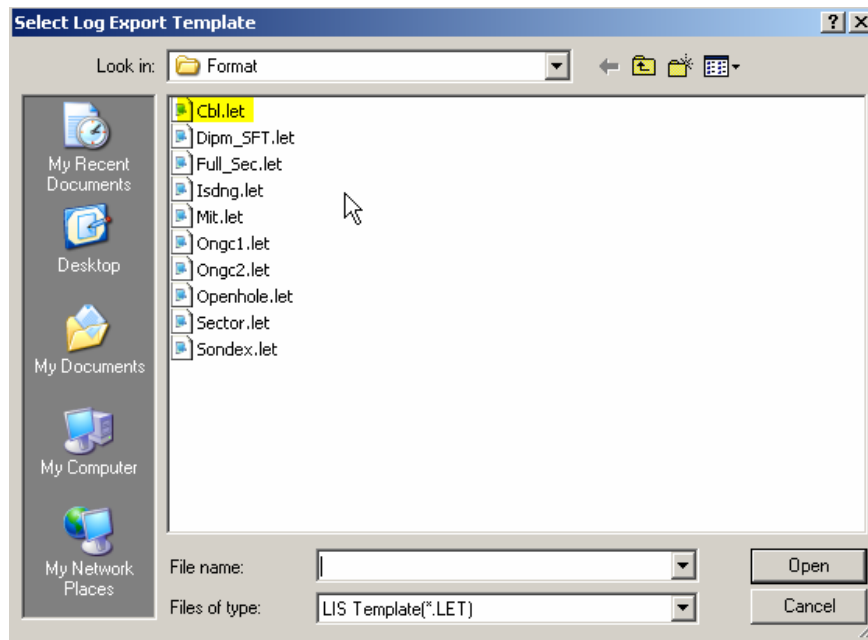 Select Log Export Template
Look in: Format
My Recent
Documents
Desktop
My Documents
My Computer
My Network
Places
Cbl.let
Dipm_SFT.let
Full_Sec.let
Isdng.let
Mit.let
Ongc1.let
Ongc2.let
Openhole.let
Sector.let
Sondex.let
File name: Open
Files of type: LIS Template(*.LET) Cancel